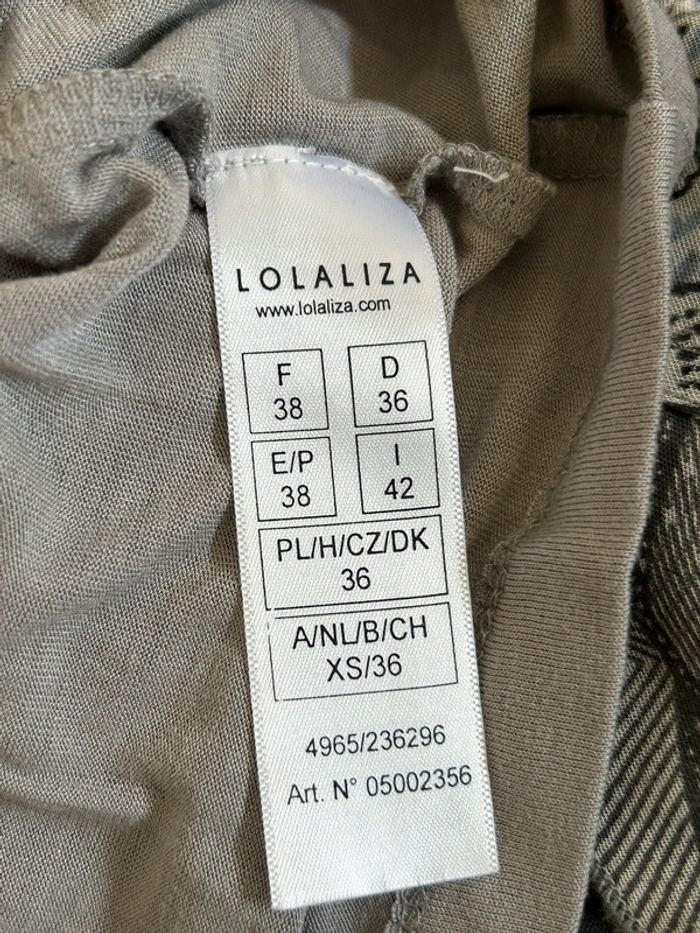 LOLALIZA
www.lolaliza.com
F
38
D
36
E/P
38
I
42
PL/H/CZ/DK
36
A/NL/B/CH
XS/36
4965/236296
Art. N° 05002356